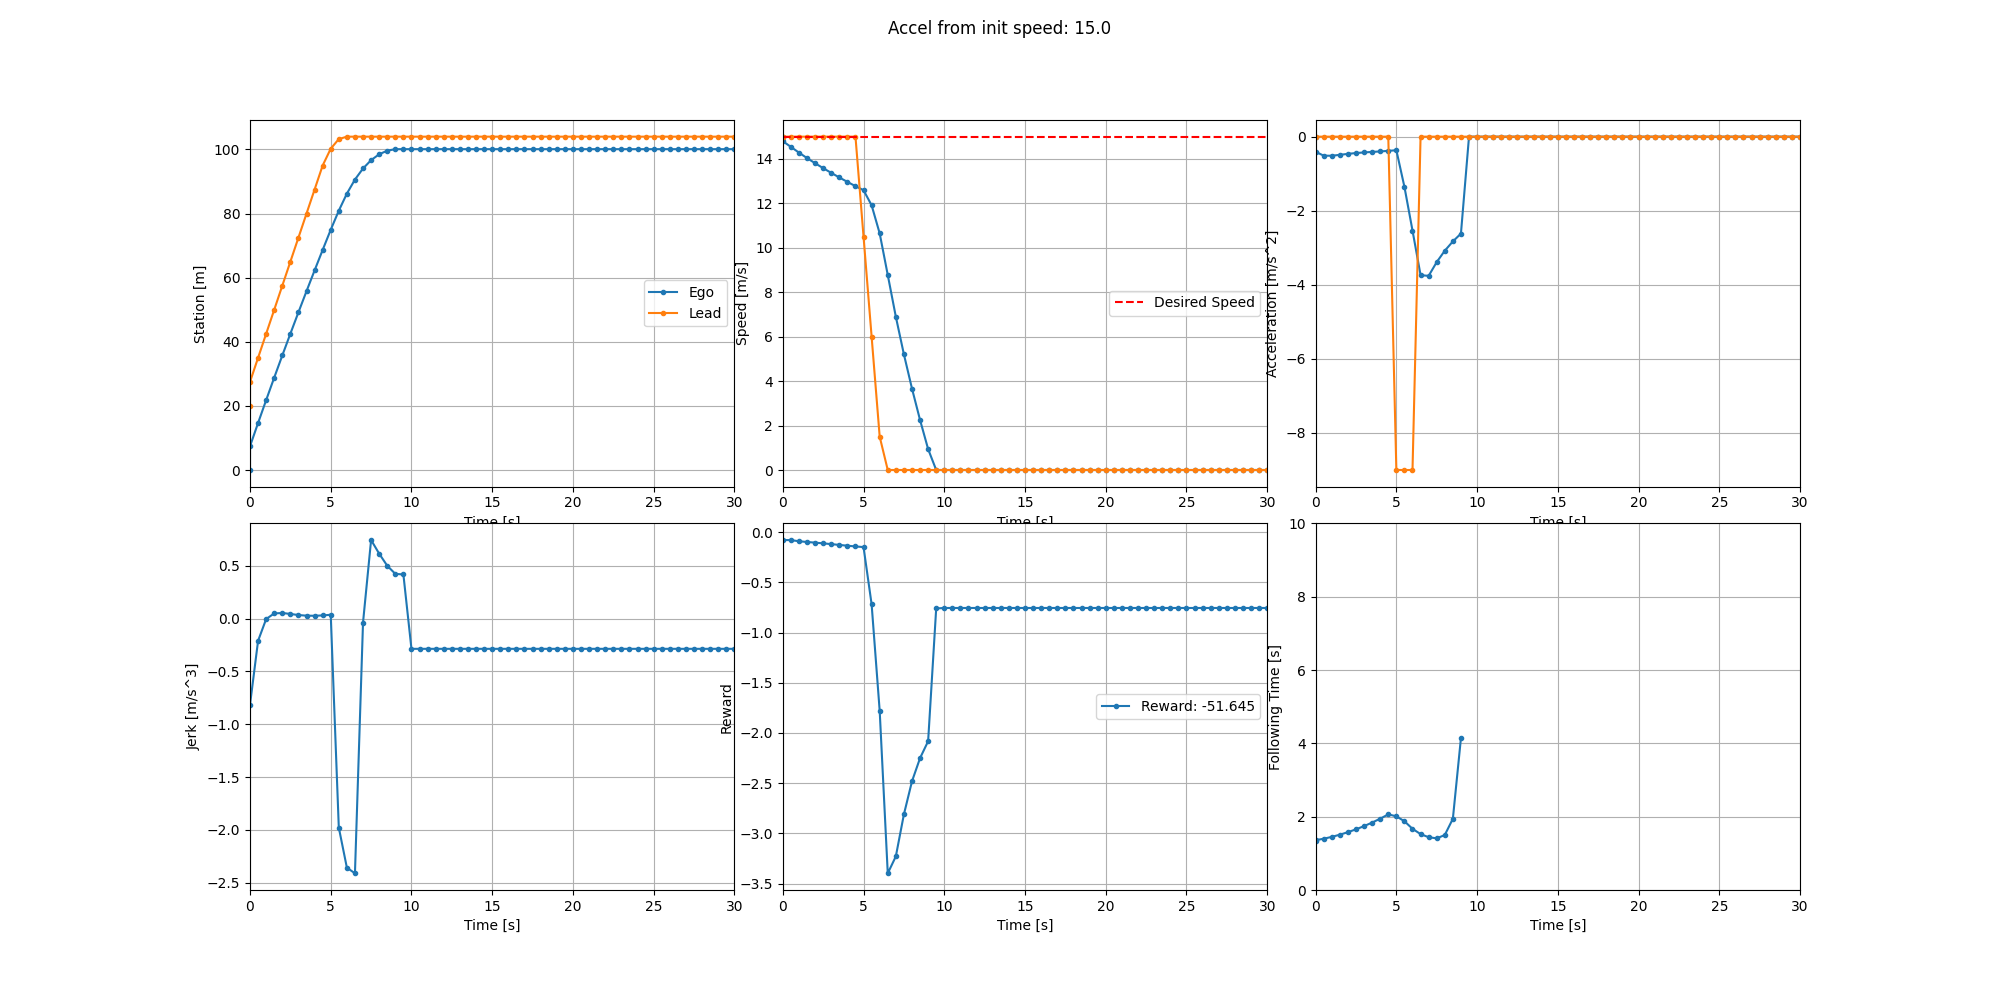 Accel from init speed: 15.0
Station [m]
100
80
60
40
20
0
0 5 10 15 20 25 30
Time [s]
Ego
Lead
Speed [m/s]
14
12
10
8
6
4
2
0
0 5 10 15 20 25 30
Time [s]
Desired Speed
Acceleration [m/s^2]
0
−2
−4
−6
−8
0 5 10 15 20 25 30
Time [s]
Jerk [m/s^3]
0.5
0.0
−0.5
−1.0
−1.5
−2.0
−2.5
0 5 10 15 20 25 30
Time [s]
Reward
0.0
−0.5
−1.0
−1.5
−2.0
−2.5
−3.0
−3.5
0 5 10 15 20 25 30
Time [s]
Reward: -51.645
Following Time [s]
10
8
6
4
2
0
0 5 10 15 20 25 30
Time [s]